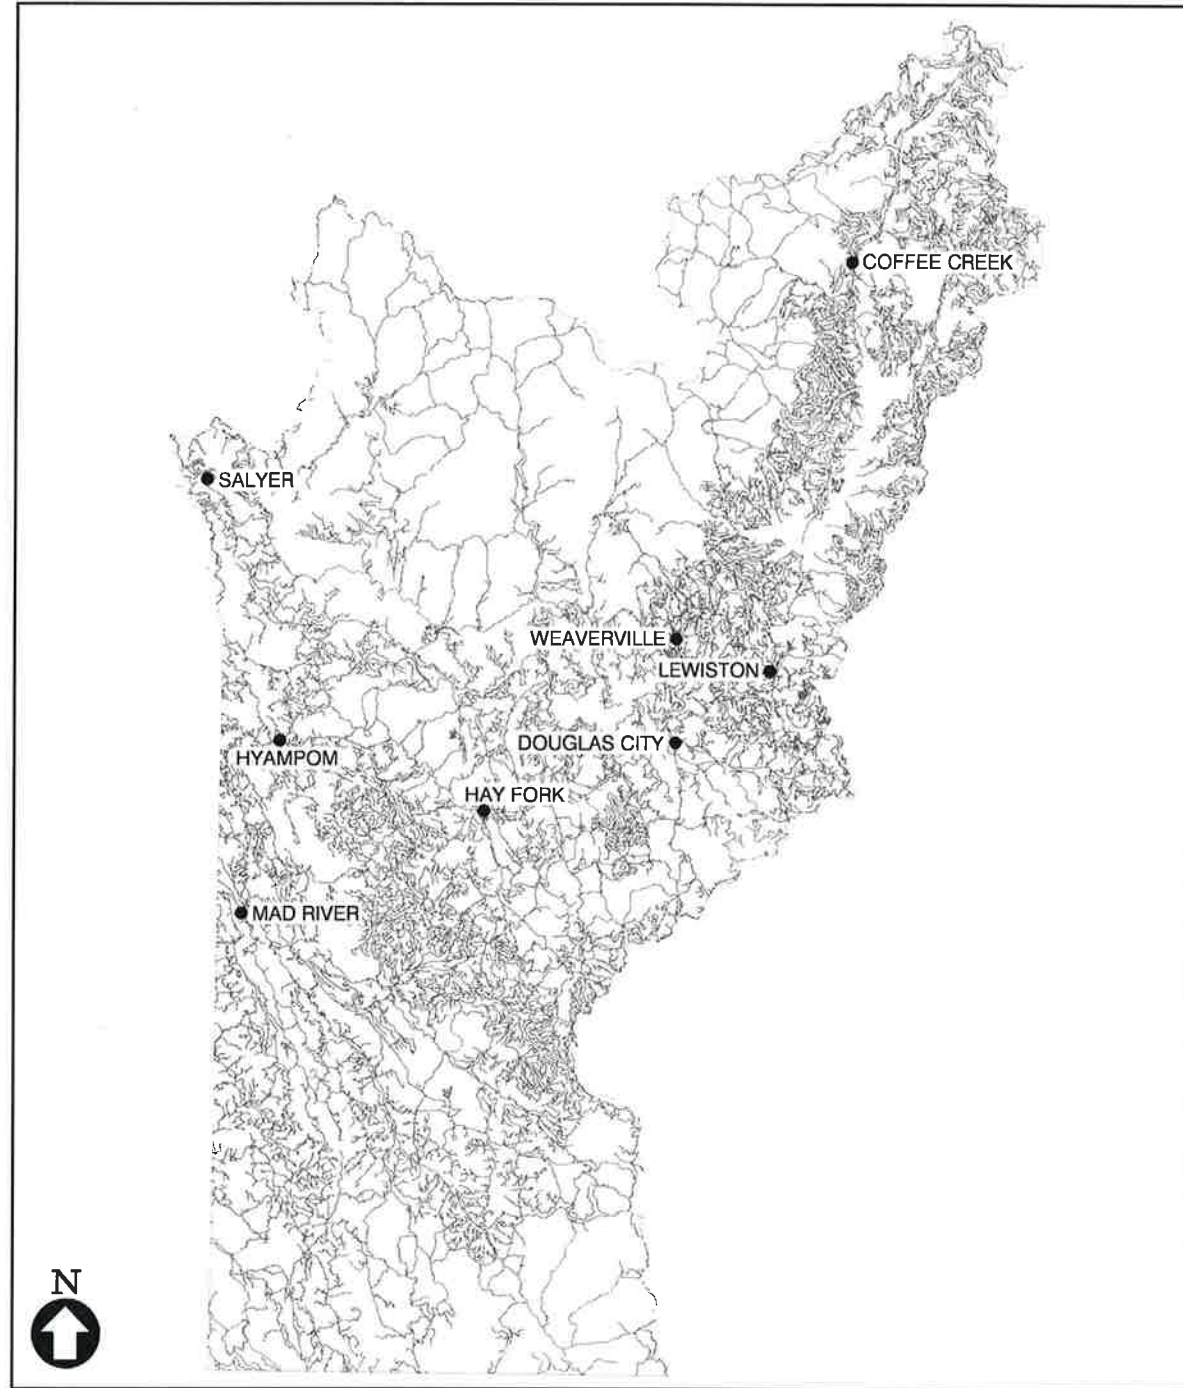 COFFEE CREEK
SALYER
WEAVERVILLE
LEWISTON
DOUGLAS CITY
HYAMPOM
HAY FORK
MAD RIVER
N